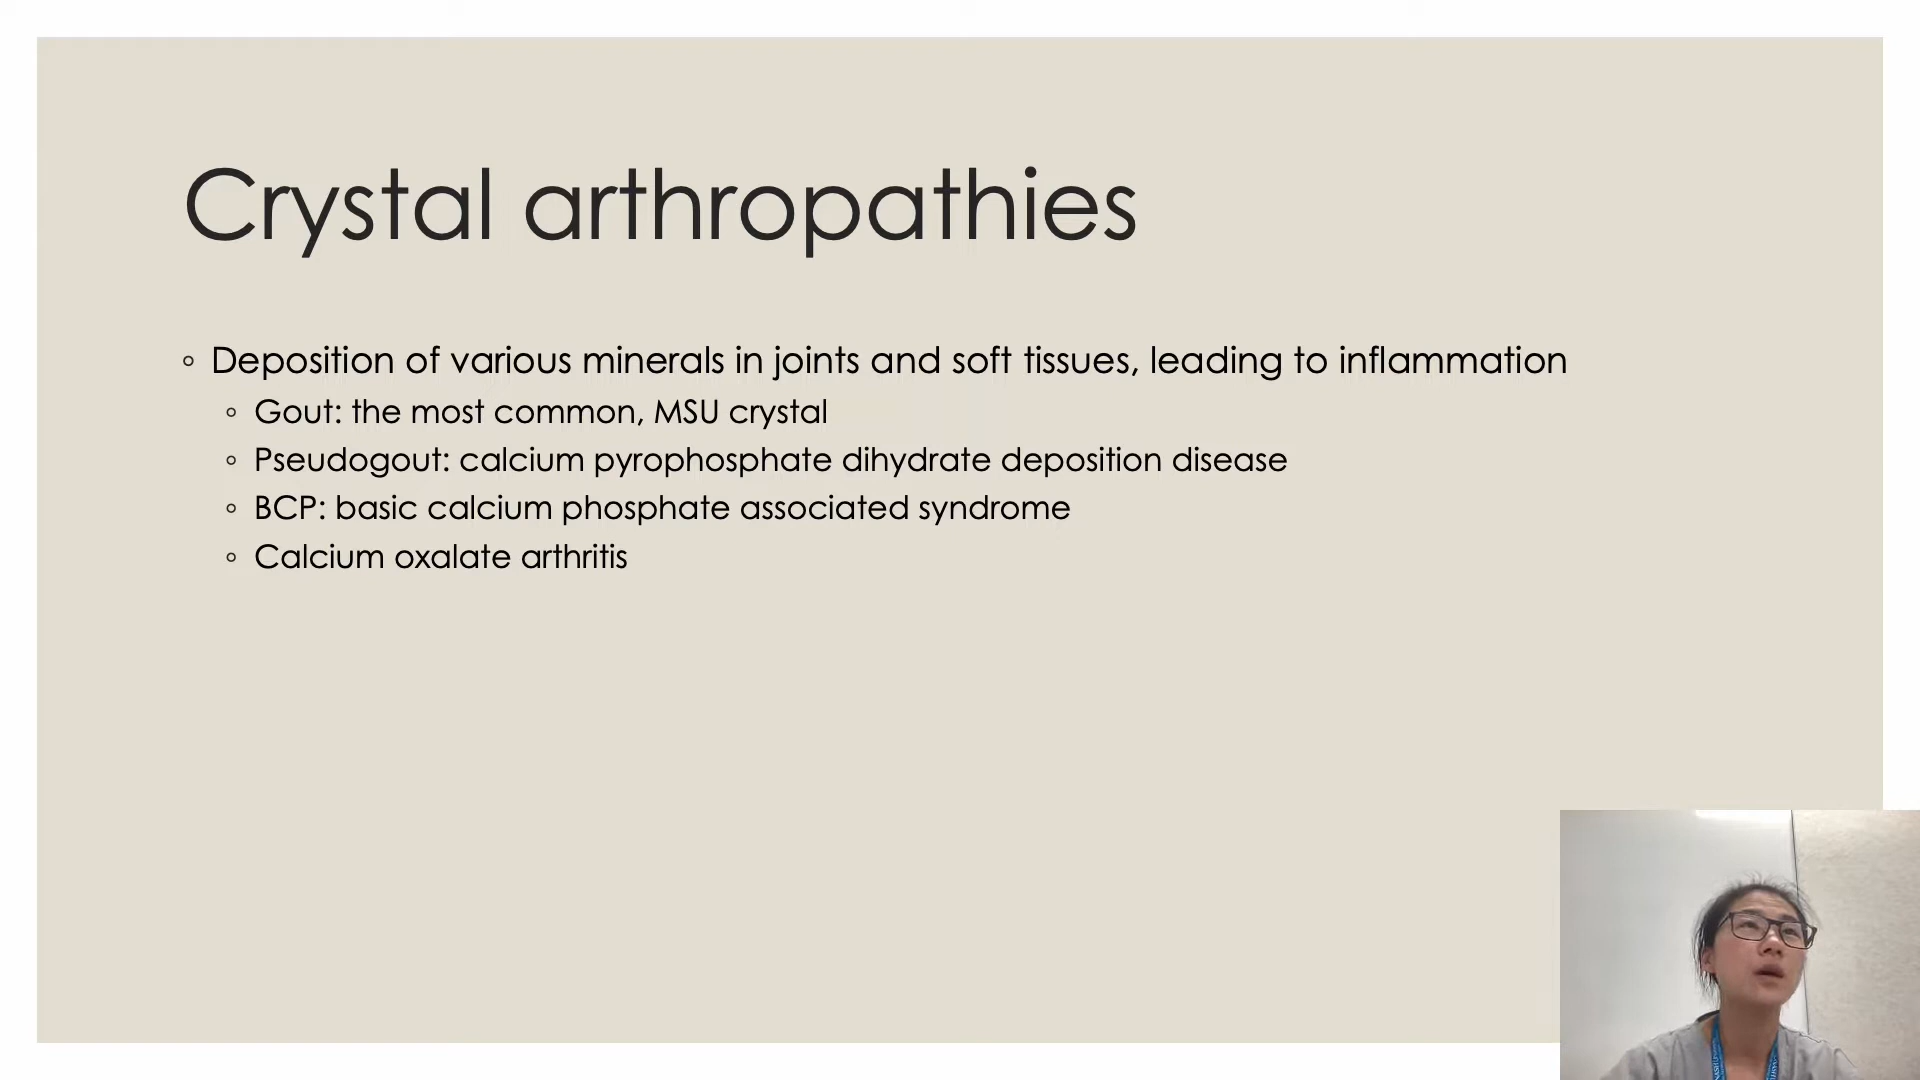 Crystal arthropathies
◦ Deposition of various minerals in joints and soft tissues, leading to inflammation
◦ Gout: the most common, MSU crystal
◦ Pseudogout: calcium pyrophosphate dihydrate deposition disease
◦ BCP: basic calcium phosphate associated syndrome
◦ Calcium oxalate arthritis